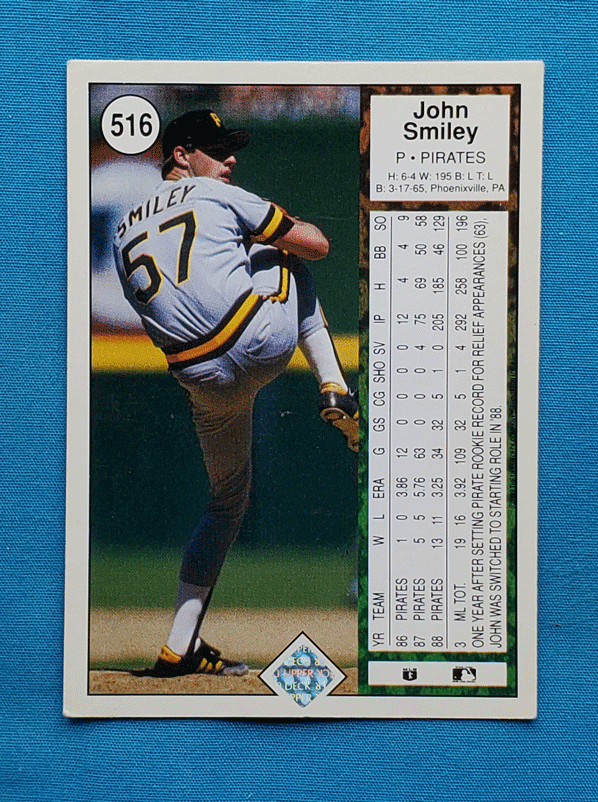 516
John
Smiley
P • PIRATES
H: 6-4 W: 195 B: L T: L
B: 3-17-65, Phoenixville, PA
SMILEY
57
P
YR TEAM W L ERA G GS CG SHO SV IP H BB SO
86 PIRATES 1 0 3.86 12 0 0 0 0 12 4 4 9
87 PIRATES 5 5 5.76 63 0 0 0 4 75 69 50 58
88 PIRATES 13 11 3.25 34 32 5 1 0 205 185 46 129
3 ML TOT. 19 16 3.92 109 32 5 1 4 292 258 100 196
ONE YEAR AFTER SETTING PIRATE ROOKIE RECORD FOR RELIEF APPEARANCES (63),
JOHN WAS SWITCHED TO STARTING ROLE IN '88.
UPPER
DECK 8
UPPER
DECK